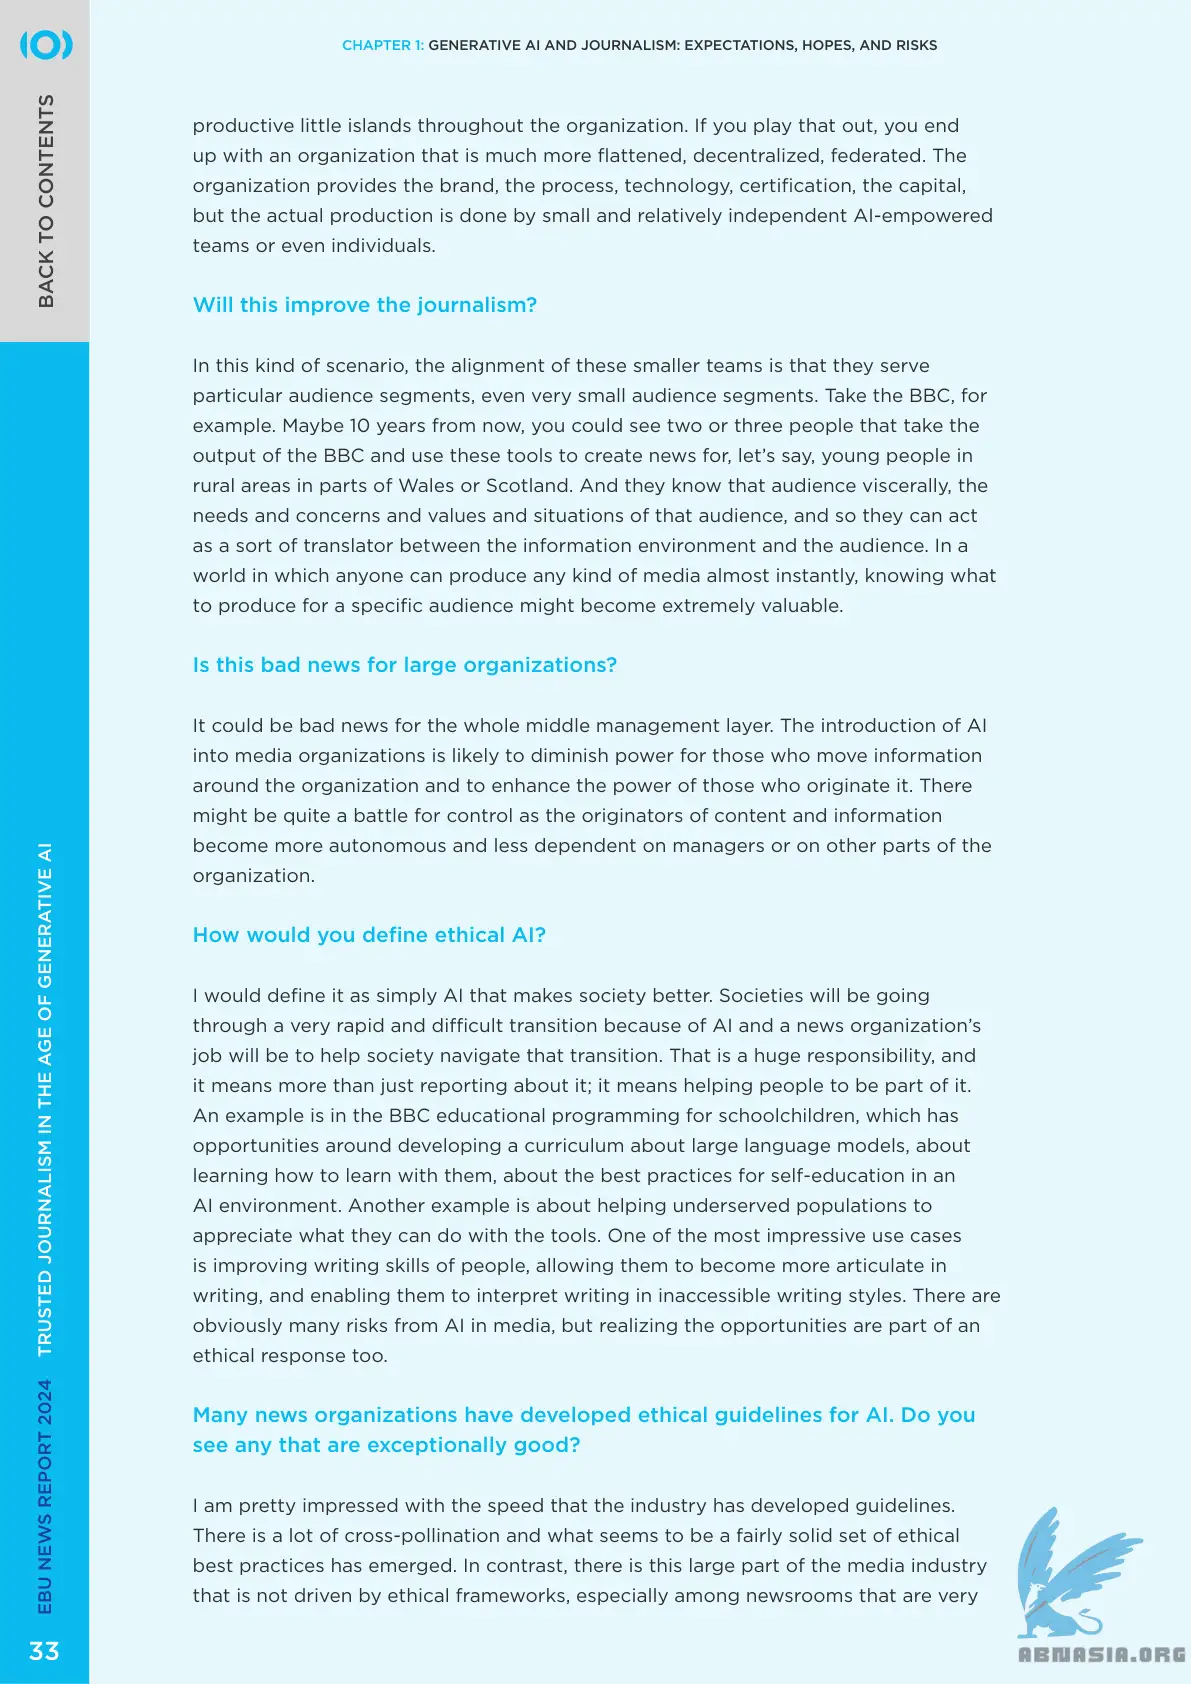 CHAPTER 1: GENERATIVE AI AND JOURNALISM: EXPECTATIONS, HOPES, AND RISKS
BACK TO CONTENTS
productive little islands throughout the organization. If you play that out, you end
up with an organization that is much more flattened, decentralized, federated. The
organization provides the brand, the process, technology, certification, the capital,
but the actual production is done by small and relatively independent AI-empowered
teams or even individuals.
Will this improve the journalism?
In this kind of scenario, the alignment of these smaller teams is that they serve
particular audience segments, even very small audience segments. Take the BBC, for
example. Maybe 10 years from now, you could see two or three people that take the
output of the BBC and use these tools to create news for, let’s say, young people in
rural areas in parts of Wales or Scotland. And they know that audience viscerally, the
needs and concerns and values and situations of that audience, and so they can act
as a sort of translator between the information environment and the audience. In a
world in which anyone can produce any kind of media almost instantly, knowing what
to produce for a specific audience might become extremely valuable.
Is this bad news for large organizations?
It could be bad news for the whole middle management layer. The introduction of AI
into media organizations is likely to diminish power for those who move information
around the organization and to enhance the power of those who originate it. There
might be quite a battle for control as the originators of content and information
become more autonomous and less dependent on managers or on other parts of the
organization.
How would you define ethical AI?
I would define it as simply AI that makes society better. Societies will be going
through a very rapid and difficult transition because of AI and a news organization’s
job will be to help society navigate that transition. That is a huge responsibility, and
it means more than just reporting about it; it means helping people to be part of it.
An example is in the BBC educational programming for schoolchildren, which has
opportunities around developing a curriculum about large language models, about
learning how to learn with them, about the best practices for self-education in an
AI environment. Another example is about helping underserved populations to
appreciate what they can do with the tools. One of the most impressive use cases
is improving writing skills of people, allowing them to become more articulate in
writing, and enabling them to interpret writing in inaccessible writing styles. There are
obviously many risks from AI in media, but realizing the opportunities are part of an
ethical response too.
Many news organizations have developed ethical guidelines for AI. Do you
see any that are exceptionally good?
I am pretty impressed with the speed that the industry has developed guidelines.
There is a lot of cross-pollination and what seems to be a fairly solid set of ethical
best practices has emerged. In contrast, there is this large part of the media industry
that is not driven by ethical frameworks, especially among newsrooms that are very
EBU NEWS REPORT 2024 TRUSTED JOURNALISM IN THE AGE OF GENERATIVE AI
33
ABNASIA.ORG